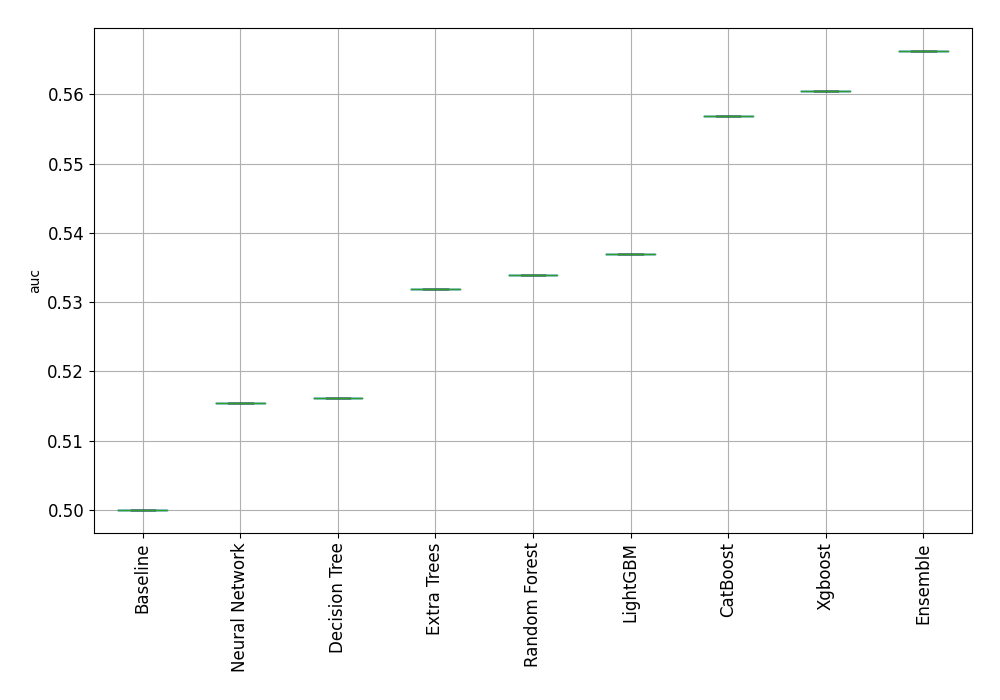 0.56
0.55
0.54
0.53
0.52
0.51
0.50
auc
Baseline
Neural Network
Decision Tree
Extra Trees
Random Forest
LightGBM
CatBoost
Xgboost
Ensemble